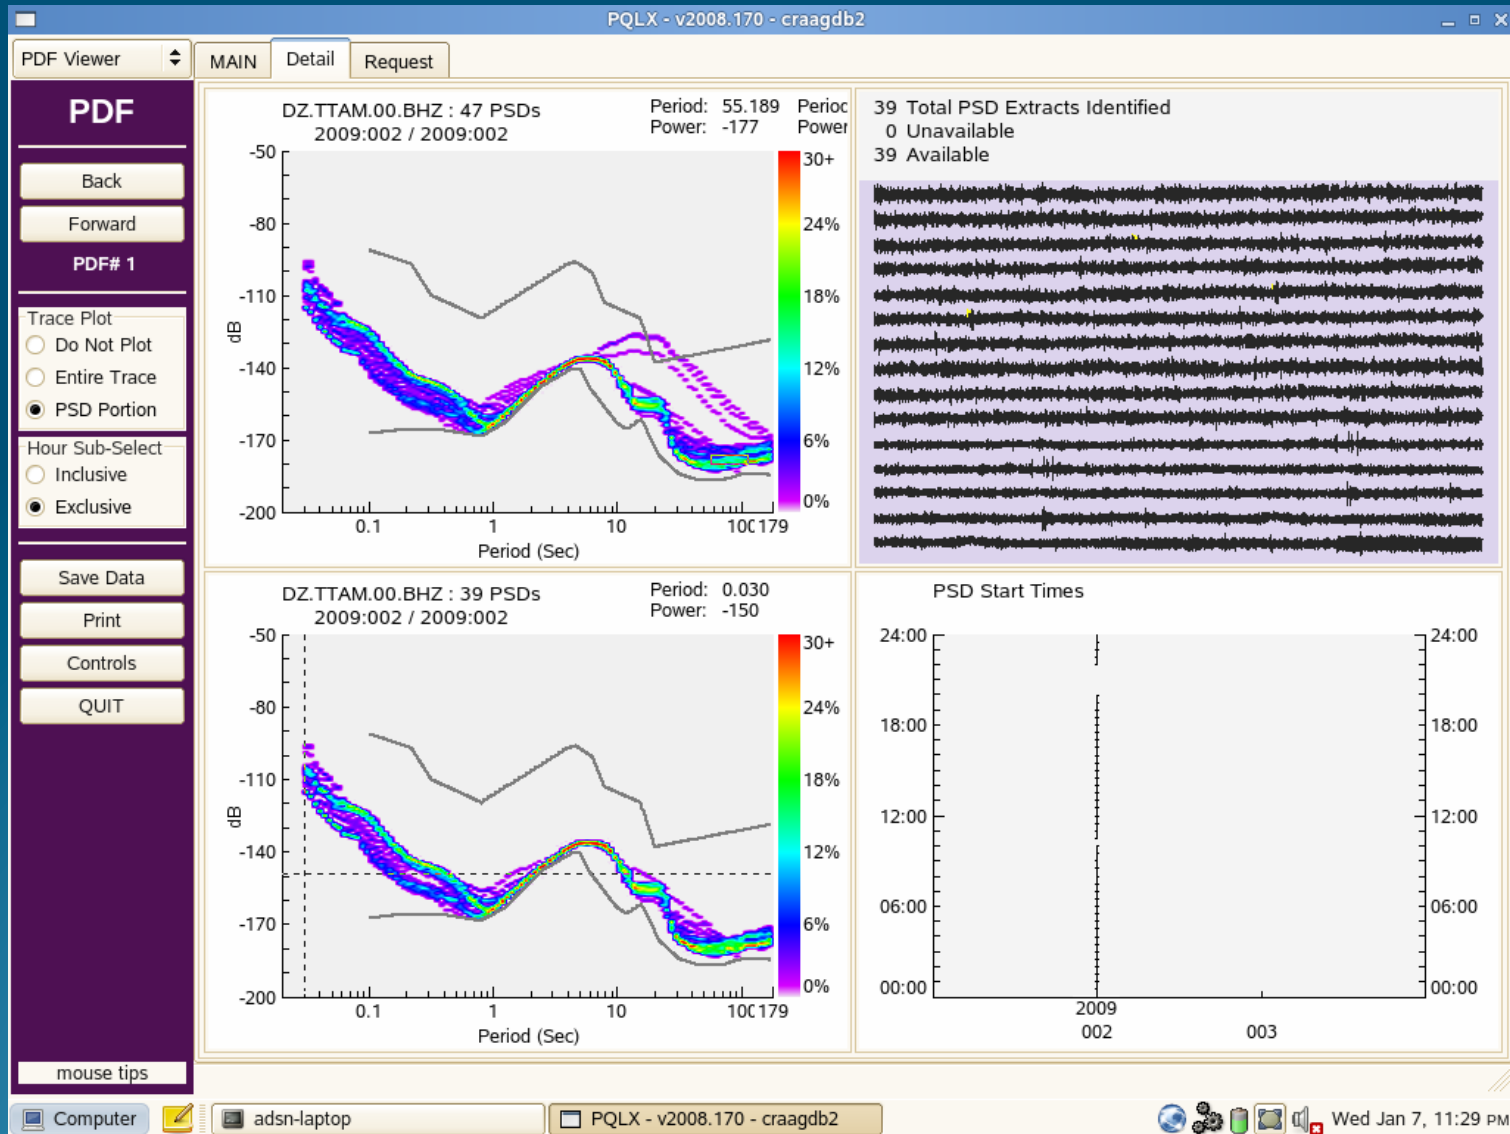 PQLX - v2008.170 - craagdb2
PDF Viewer
MAIN
Detail
Request
PDF
Back
Forward
PDF# 1
Trace Plot
Do Not Plot
Entire Trace
PSD Portion
Hour Sub-Select
Inclusive
Exclusive
Save Data
Print
Controls
QUIT
mouse tips
DZ.TTAM.00.BHZ : 47 PSDs
2009:002 / 2009:002
Period: 55.189 Perioc
Power: -177 Power
-50
-80
-110
-140
-170
-200
dB
0.1
1
10
100
179
Period (Sec)
30+
24%
18%
12%
6%
0%
39 Total PSD Extracts Identified
0 Unavailable
39 Available
DZ.TTAM.00.BHZ : 39 PSDs
2009:002 / 2009:002
Period: 0.030
Power: -150
-50
-80
-110
-140
-170
-200
dB
0.1
1
10
100
179
Period (Sec)
30+
24%
18%
12%
6%
0%
PSD Start Times
24:00
18:00
12:00
06:00
00:00
24:00
18:00
12:00
06:00
00:00
2009
002
003
Computer
adsn-laptop
PQLX - v2008.170 - craagdb2
Wed Jan 7, 11:29 PM